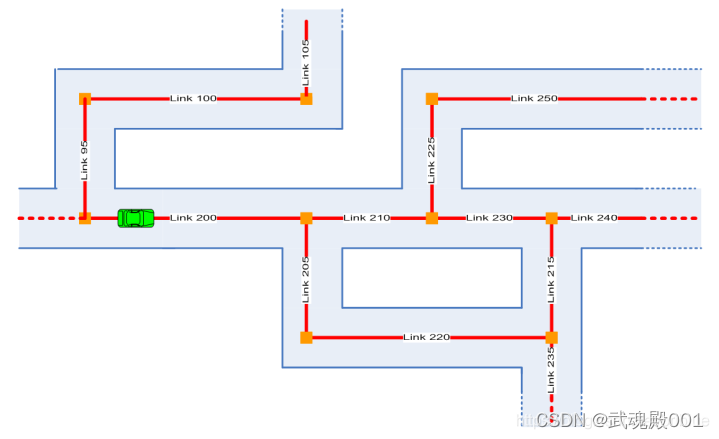 Link 105
Link 100
Link 250
Link 95
Link 225
Link 200
Link 210
Link 230
Link 240
Link 205
Link 215
Link 220
Link 235
CSDN @武魂殿001